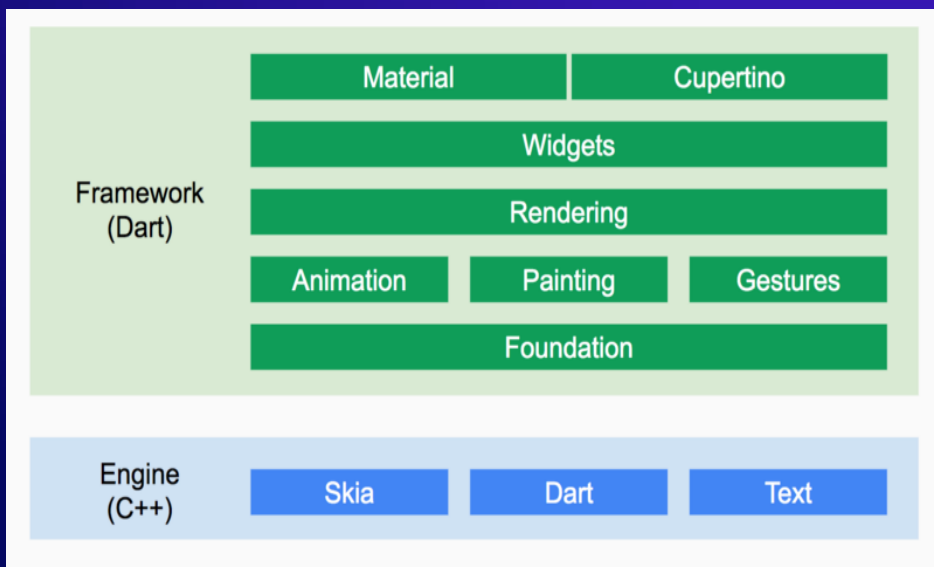 Material Cupertino
Widgets
Framework
(Dart)
Rendering
Animation Painting Gestures
Foundation
Engine
(C++)
Skia Dart Text